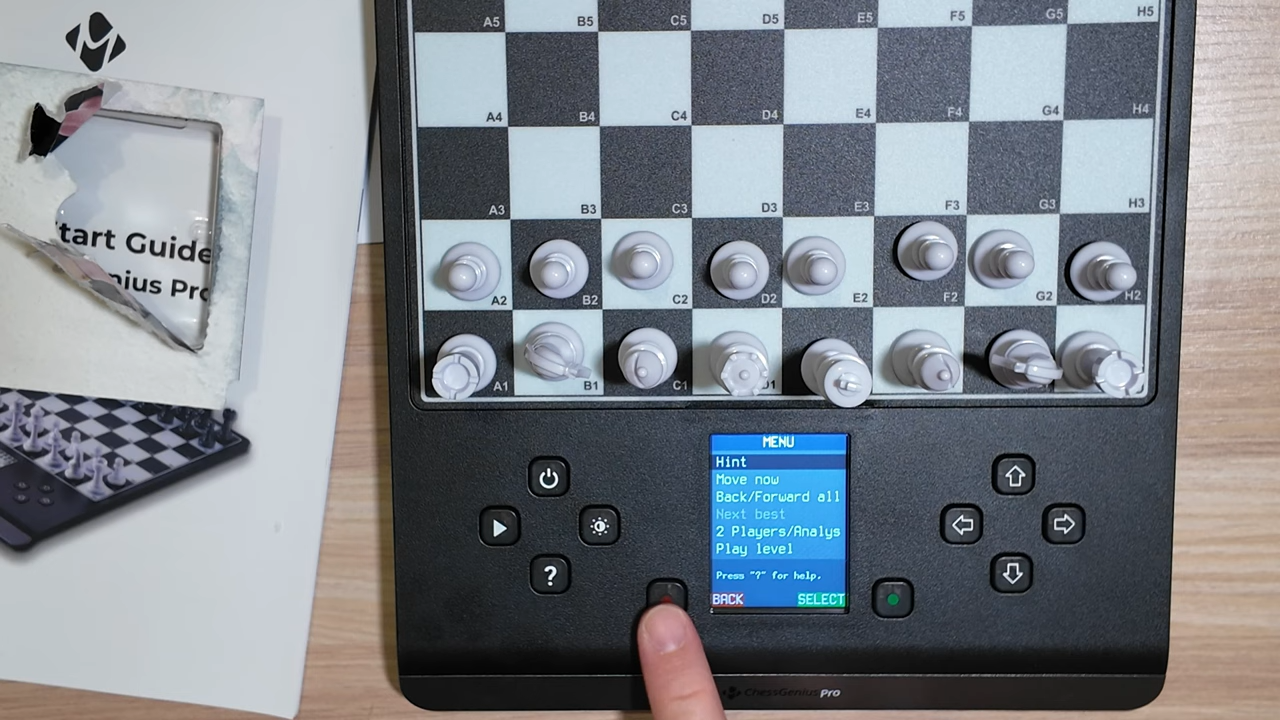 A5 B5 C5 D5 E5 F5 G5 H5
A4 B4 C4 D4 E4 F4 G4 H4
A3 B3 C3 D3 E3 F3 G3 H3
A2 B2 C2 D2 E2 F2 G2 H2
A1 B1 C1 D1
tart Guide
nius Pro
MENU
Hint
Move now
Back/Forward all
Next best
2 Players/Analys
Play level
Press "?" for help.
BACK SELECT
?
ChessGenius Pro